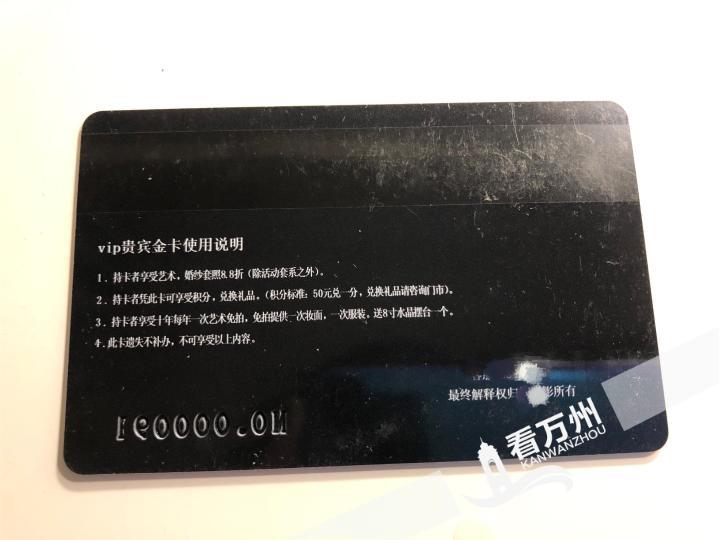 vip贵宾金卡使用说明
1. 持卡者享受艺术，婚纱套照8.8折（除活动套系之外）。
2. 持卡者凭此卡可享受积分，兑换礼品。（积分标准：50元兑一分，兑换礼品请咨询门市）。
3. 持卡者享受十年每年一次艺术免拍，免拍提供一次妆面，一次服装。送8寸水晶摆台一个。
4.此卡遗失不补办，不可享受以上内容。
最终解释权归 影所有
NO.000091
看万州
KANWANZHOU